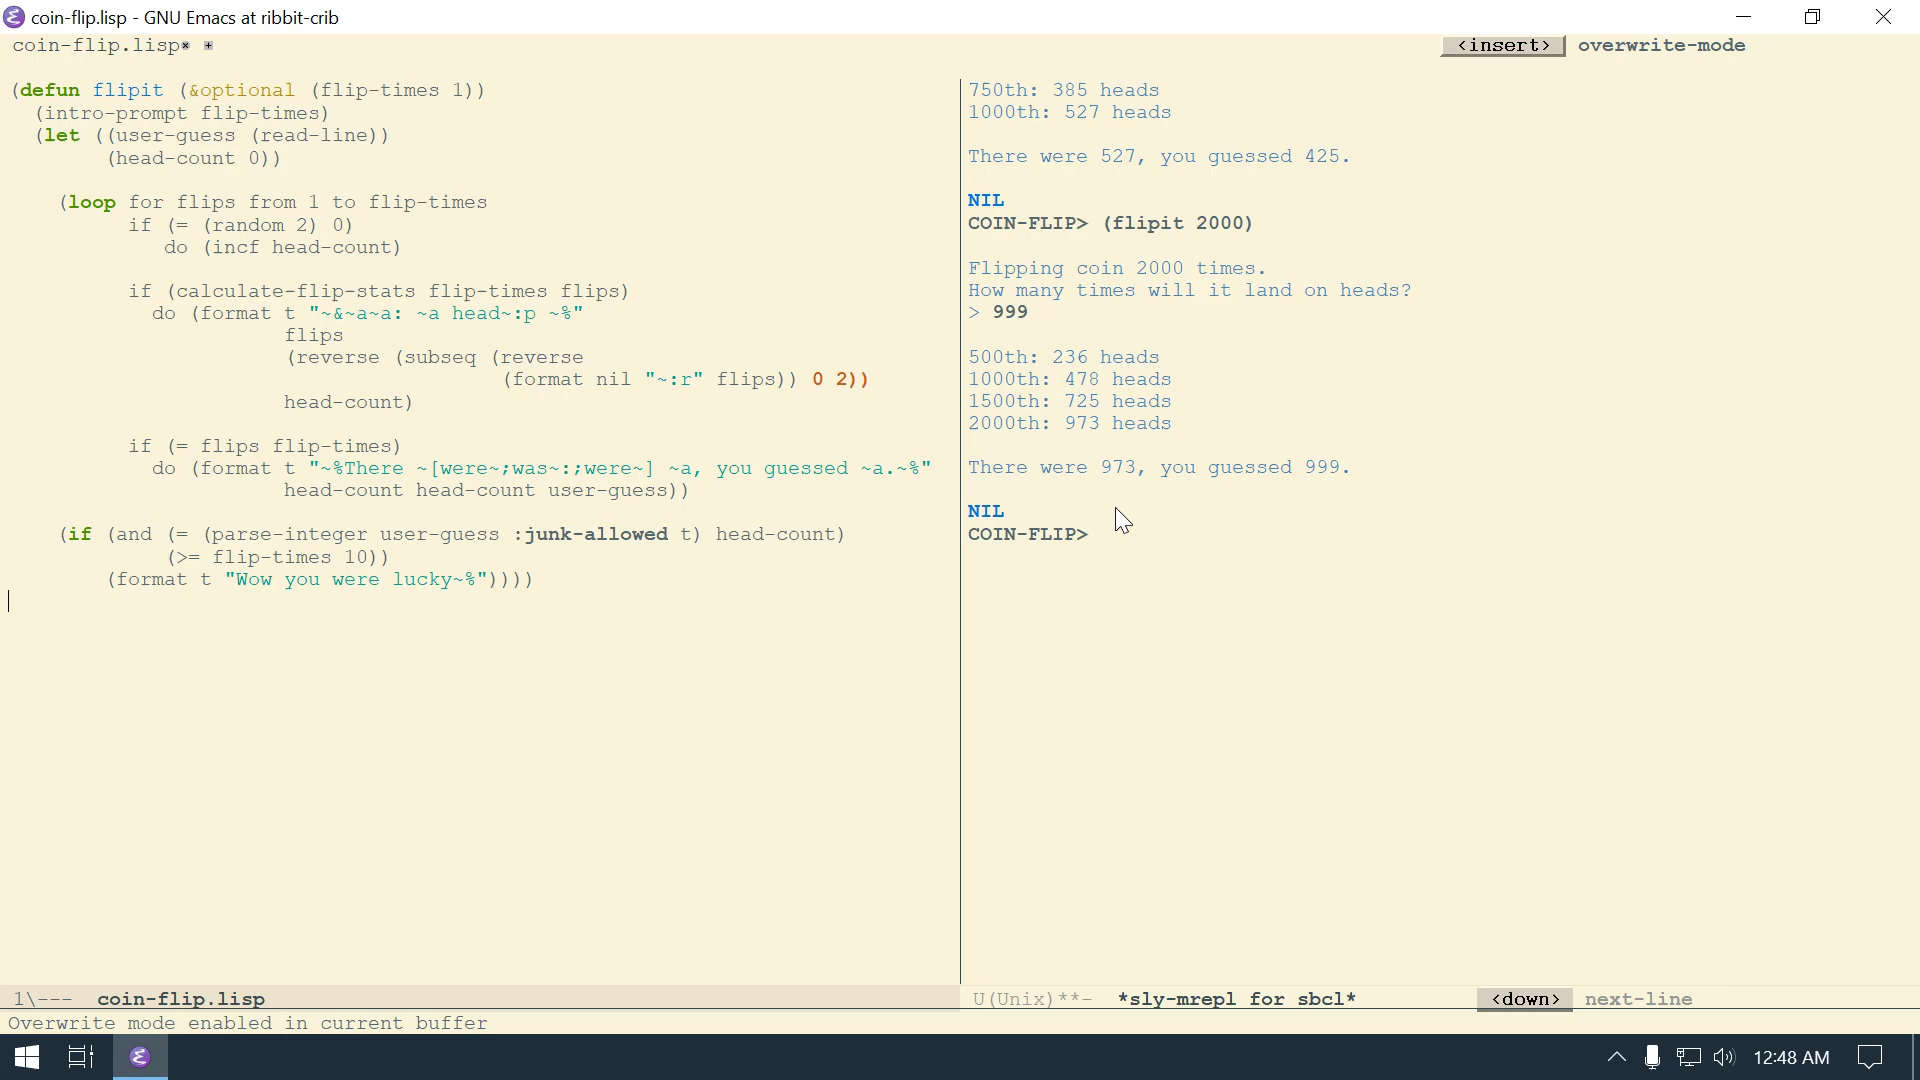 coin-flip.lisp - GNU Emacs at ribbit-crib
coin-flip.lisp
<insert> overwrite-mode
(defun flipit (&optional (flip-times 1))
(intro-prompt flip-times)
(let ((user-guess (read-line))
(head-count 0))
(loop for flips from 1 to flip-times
if (= (random 2) 0)
do (incf head-count)
if (calculate-flip-stats flip-times flips)
do (format t "~&~a~a: ~a head~:p ~%"
flips
(reverse (subseq (reverse
(format nil "~:r" flips)) 0 2))
head-count)
if (= flips flip-times)
do (format t "~%There ~[were~;was~:;were~] ~a, you guessed ~a.~%"
head-count head-count user-guess))
(if (and (= (parse-integer user-guess :junk-allowed t) head-count)
(>= flip-times 10))
(format t "Wow you were lucky~%"))))
750th: 385 heads
1000th: 527 heads
There were 527, you guessed 425.
NIL
COIN-FLIP> (flipit 2000)
Flipping coin 2000 times.
How many times will it land on heads?
> 999
500th: 236 heads
1000th: 478 heads
1500th: 725 heads
2000th: 973 heads
There were 973, you guessed 999.
NIL
COIN-FLIP>
1\--- coin-flip.lisp
U(Unix)**- *sly-mrepl for sbcl*
<down> next-line
Overwrite mode enabled in current buffer
12:48 AM